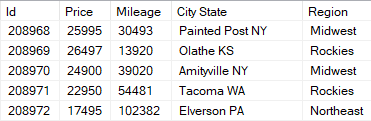 Id Price Mileage City State Region
208968 25995 30493 Painted Post NY Midwest
208969 26497 13920 Olathe KS Rockies
208970 24900 39020 Amityville NY Midwest
208971 22950 54481 Tacoma WA Rockies
208972 17495 102382 Elverson PA Northeast